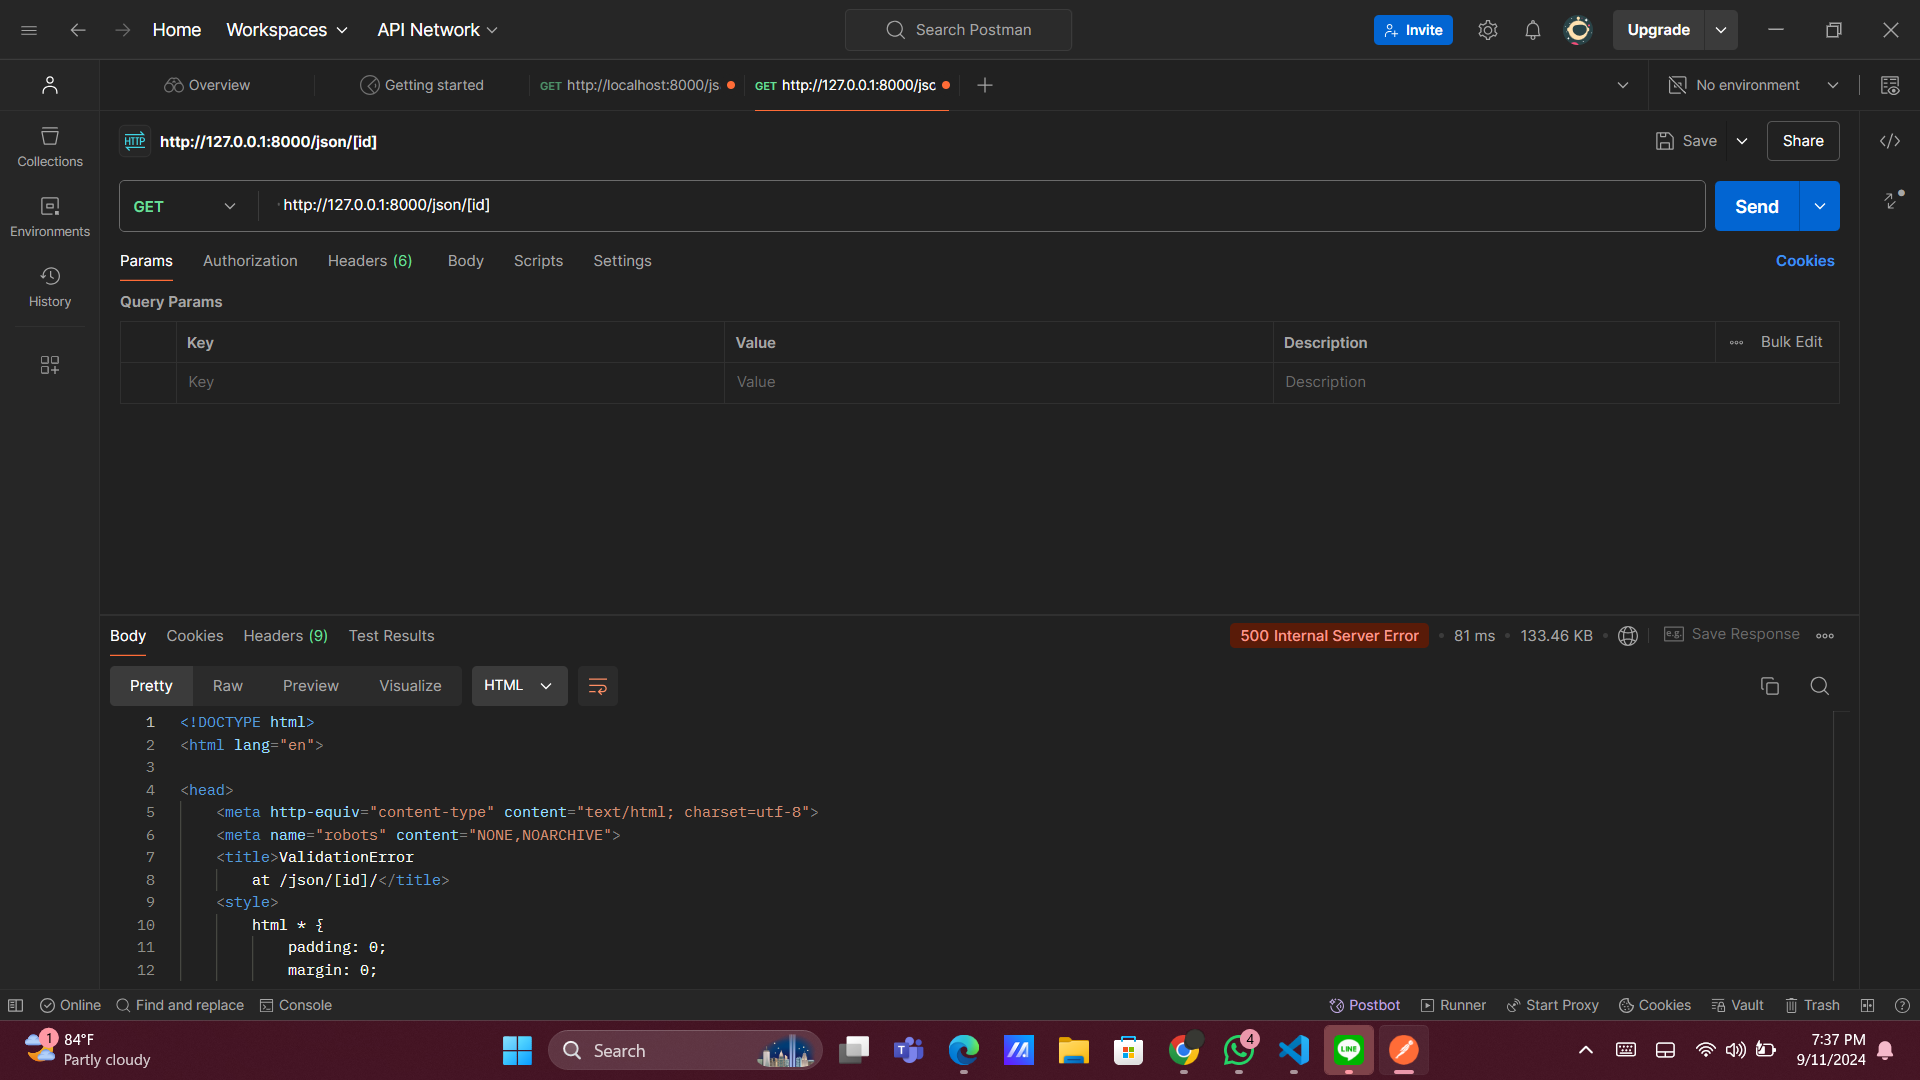 Home Workspaces API Network Search Postman Invite Upgrade
Overview Getting started GET http://localhost:8000/js GET http://127.0.0.1:8000/jsc No environment
HTTP http://127.0.0.1:8000/json/[id] Save Share
Collections
GET http://127.0.0.1:8000/json/[id] Send
Environments
Params Authorization Headers (6) Body Scripts Settings Cookies
History
Query Params
Key Value Description Bulk Edit
Key Value Description
Body Cookies Headers (9) Test Results 500 Internal Server Error 81 ms 133.46 KB e.g. Save Response
Pretty Raw Preview Visualize HTML
1 <!DOCTYPE html>
2 <html lang="en">
3
4 <head>
5 <meta http-equiv="content-type" content="text/html; charset=utf-8">
6 <meta name="robots" content="NONE,NOARCHIVE">
7 <title>ValidationError
8 at /json/[id]/</title>
9 <style>
10 html * {
11 padding: 0;
12 margin: 0;
Online Find and replace Console Postbot Runner Start Proxy Cookies Vault Trash
1 84°F
Partly cloudy
Search
T
4
LINE
7:37 PM
9/11/2024